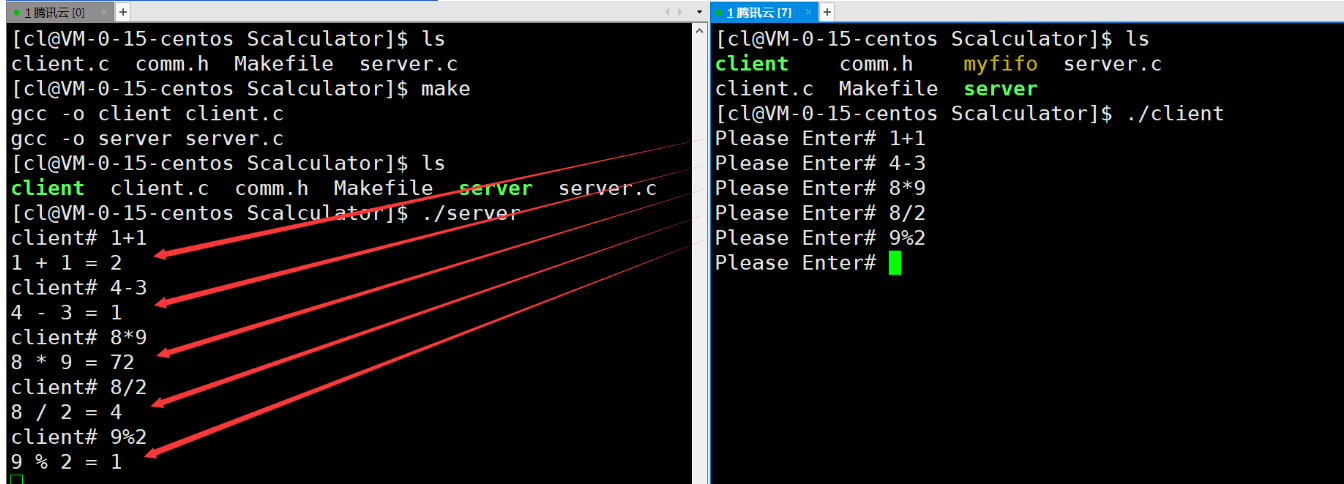 1 腾讯云 [0]
[cl@VM-0-15-centos Scalculator]$ ls
client.c  comm.h  Makefile  server.c
[cl@VM-0-15-centos Scalculator]$ make
gcc -o client client.c
gcc -o server server.c
[cl@VM-0-15-centos Scalculator]$ ls
client  client.c  comm.h  Makefile  server  server.c
[cl@VM-0-15-centos Scalculator]$ ./server
client# 1+1
1 + 1 = 2
client# 4-3
4 - 3 = 1
client# 8*9
8 * 9 = 72
client# 8/2
8 / 2 = 4
client# 9%2
9 % 2 = 1
1 腾讯云 [7]
[cl@VM-0-15-centos Scalculator]$ ls
client    comm.h    myfifo  server.c
client.c  Makefile  server
[cl@VM-0-15-centos Scalculator]$ ./client
Please Enter# 1+1
Please Enter# 4-3
Please Enter# 8*9
Please Enter# 8/2
Please Enter# 9%2
Please Enter#